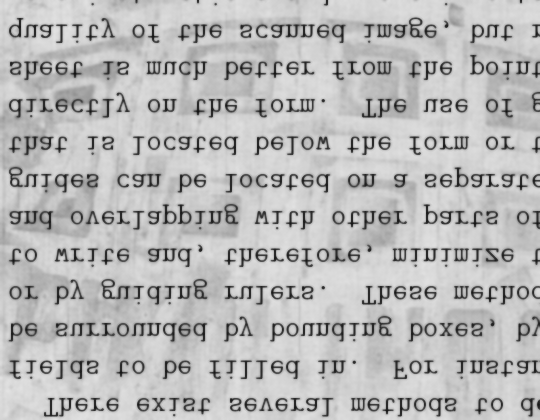 There exist several methods to de
fields to be filled in. For instan
be surrounded by bounding boxes, by
or by guiding rulers. These method
to write and, therefore, minimize t
and overlapping with other parts of
guides can be located on a separate
that is located below the form or t
directly on the form. The use of g
sheet is much better from the point
quality of the scanned image, but r